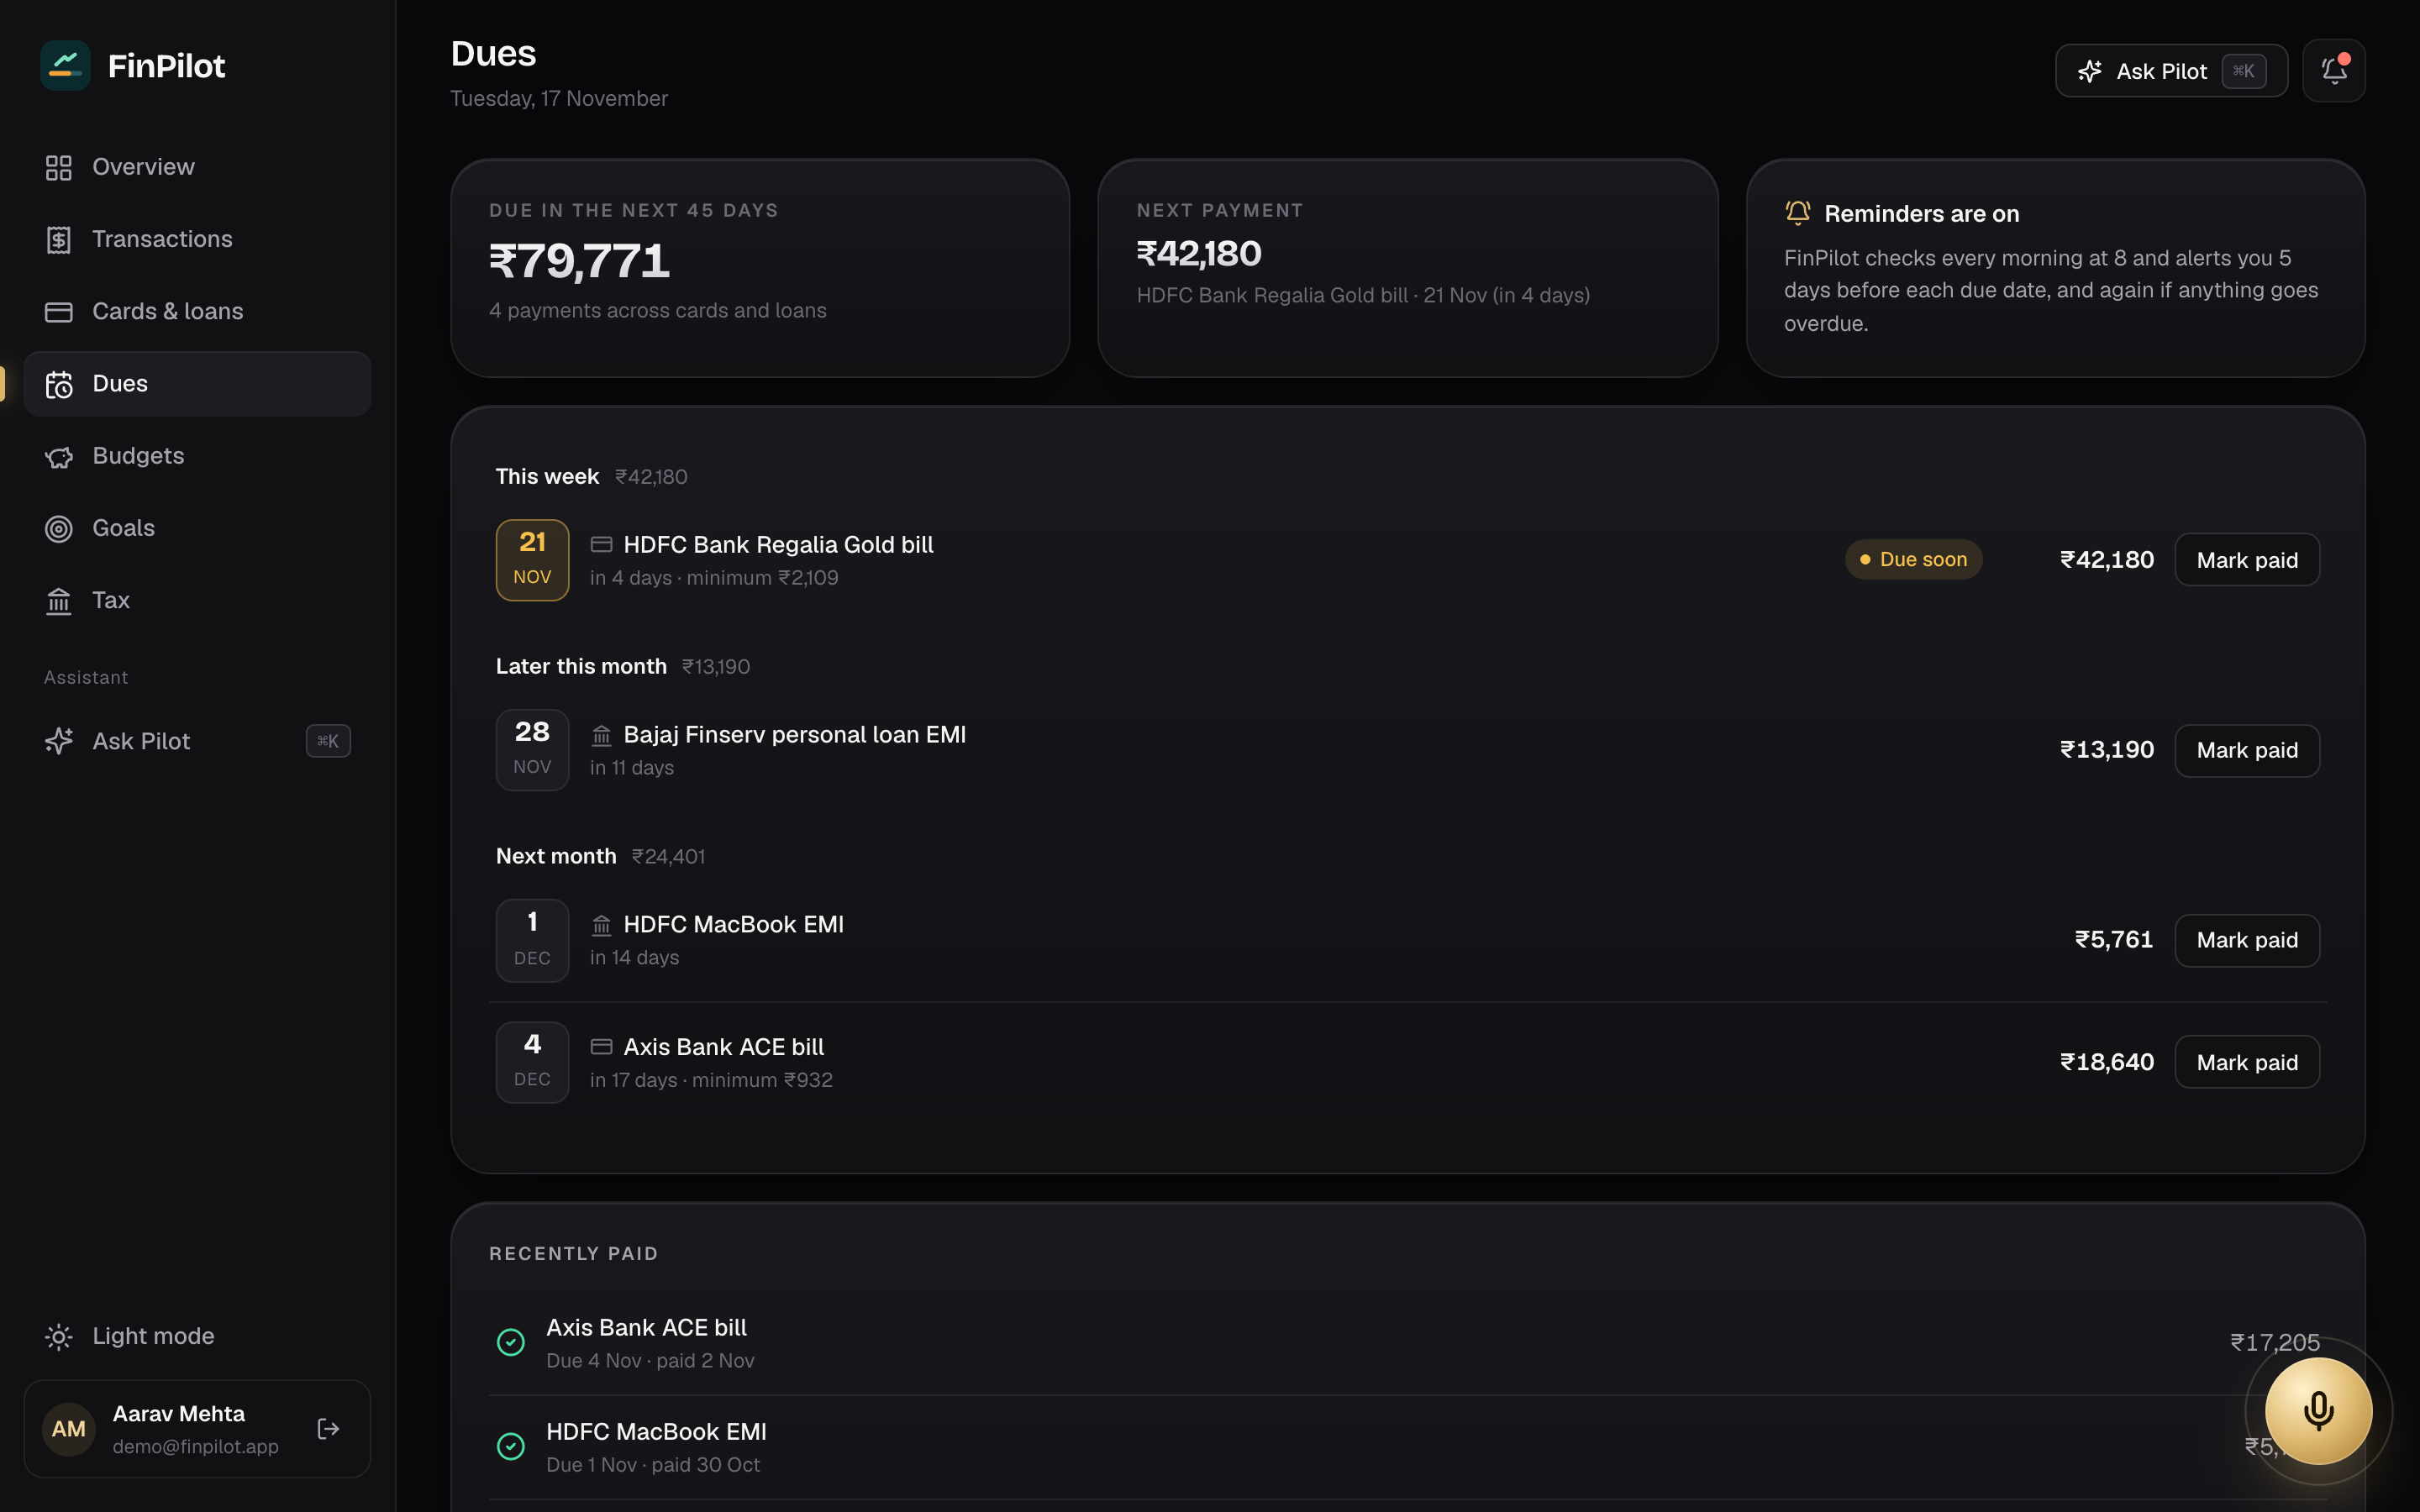 FinPilot
Overview
Transactions
Cards & loans
Dues
Budgets
Goals
Tax
Assistant
Ask Pilot ⌘K
Light mode
AM
Aarav Mehta
demo@finpilot.app
Dues
Tuesday, 17 November
Ask Pilot ⌘K
DUE IN THE NEXT 45 DAYS
₹79,771
4 payments across cards and loans
NEXT PAYMENT
₹42,180
HDFC Bank Regalia Gold bill · 21 Nov (in 4 days)
Reminders are on
FinPilot checks every morning at 8 and alerts you 5
days before each due date, and again if anything goes
overdue.
This week ₹42,180
21 NOV
HDFC Bank Regalia Gold bill
in 4 days · minimum ₹2,109
Due soon
₹42,180
Mark paid
Later this month ₹13,190
28 NOV
Bajaj Finserv personal loan EMI
in 11 days
₹13,190
Mark paid
Next month ₹24,401
1 DEC
HDFC MacBook EMI
in 14 days
₹5,761
Mark paid
4 DEC
Axis Bank ACE bill
in 17 days · minimum ₹932
₹18,640
Mark paid
RECENTLY PAID
Axis Bank ACE bill
Due 4 Nov · paid 2 Nov
₹17,205
HDFC MacBook EMI
Due 1 Nov · paid 30 Oct